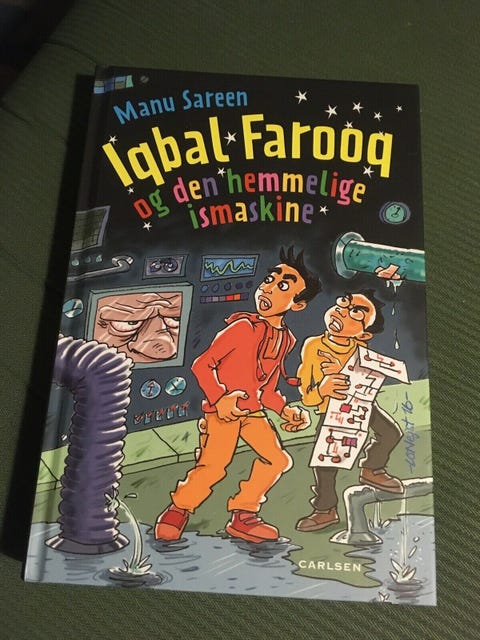 Manu Sareen
Iqbal Farooq
og den hemmelige
ismaskine
CARLSEN